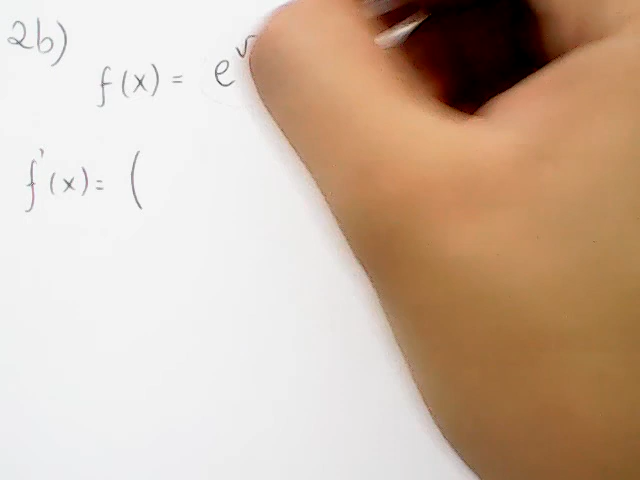 2b)
f(x) = e^√
f'(x) = (